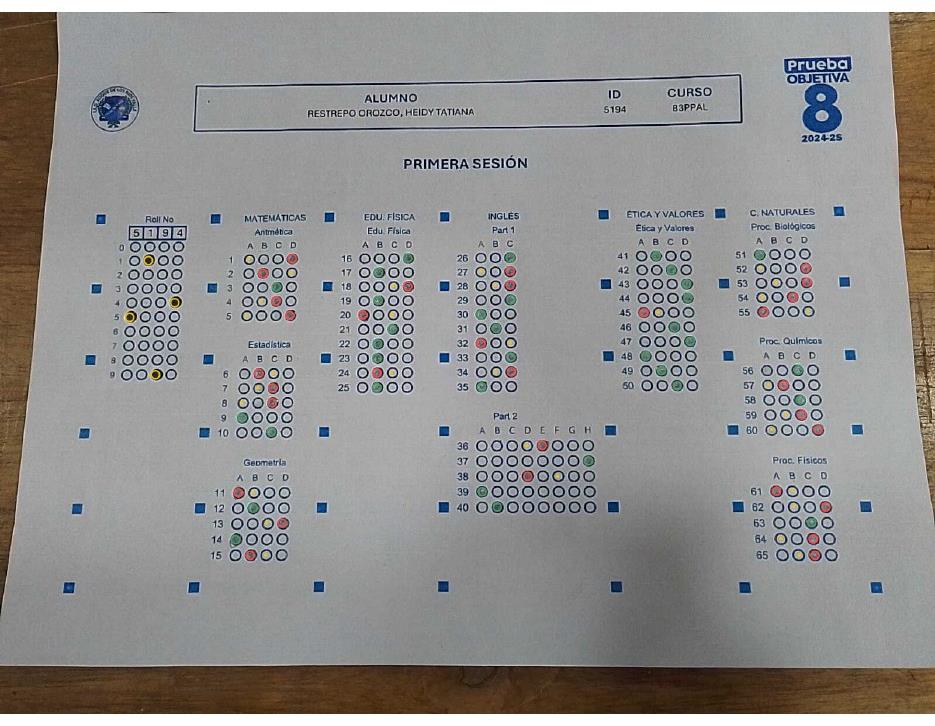 Prueba
OBJETIVA
8
2024-25
ALUMNO ID CURSO
RESTREPO OROZCO, HEIDY TATIANA 5194 83PPAL
PRIMERA SESIÓN
Roll No
5 1 9 4
0
1
2
3
4
5
6
7
8
9
MATEMÁTICAS
Aritmética
A B C D
1
2
3
4
5
Estadística
A B C D
6
7
8
9
10
Geometría
A B C D
11
12
13
14
15
EDU. FÍSICA
Edu. Física
A B C D
16
17
18
19
20
21
22
23
24
25
INGLÉS
Part 1
A B C
26
27
28
29
30
31
32
33
34
35
Part 2
A B C D E F G H
36
37
38
39
40
ÉTICA Y VALORES
Ética y Valores
A B C D
41
42
43
44
45
46
47
48
49
50
C. NATURALES
Proc. Biológicos
A B C D
51
52
53
54
55
Proc. Químicos
A B C D
56
57
58
59
60
Proc. Físicos
A B C D
61
62
63
64
65